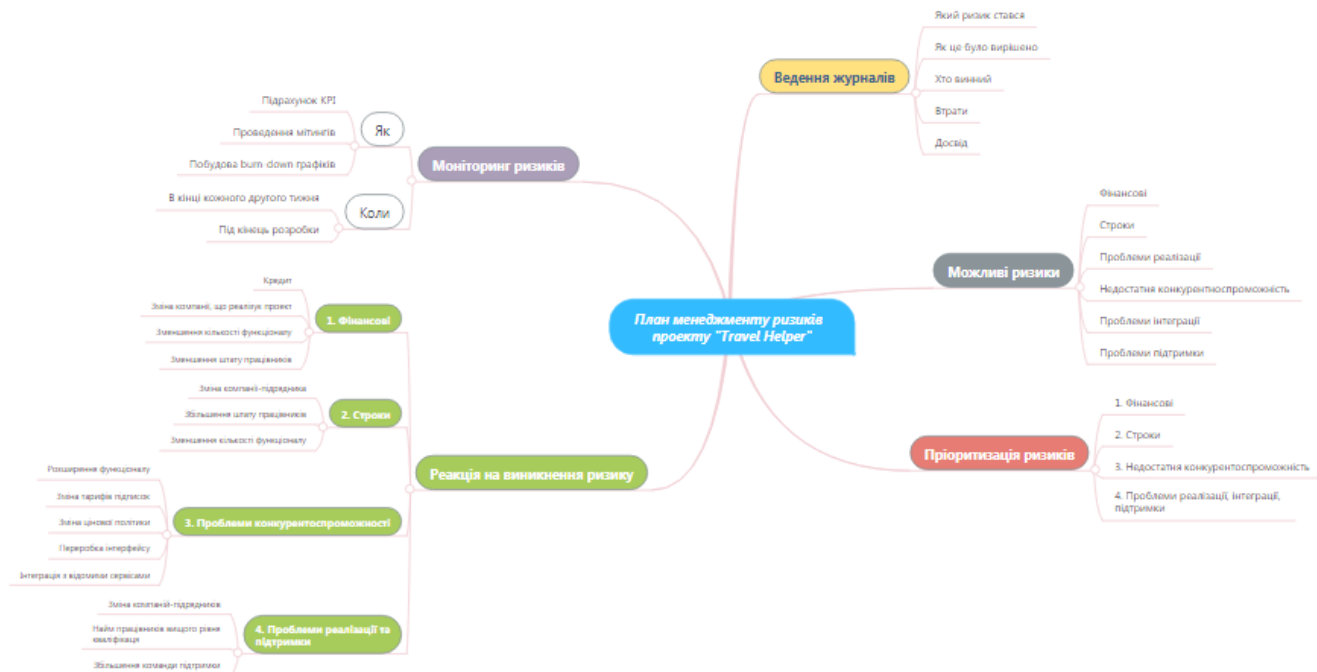 План менеджменту ризиків
проекту "Travel Helper"
Ведення журналів
Який ризик стався
Як це було вирішено
Хто винний
Втрати
Досвід
Можливі ризики
Фінансові
Строки
Проблеми реалізації
Недостатня конкурентноспроможність
Проблеми інтеграції
Проблеми підтримки
Пріоритизація ризиків
1. Фінансові
2. Строки
3. Недостатня конкурентоспроможність
4. Проблеми реалізації, інтеграції,
підтримки
Моніторинг ризиків
Як
Підрахунок KPI
Проведення мітингів
Побудова burn-down графіків
Коли
В кінці кожного другого тижня
Під кінець розробки
Реакція на виникнення ризику
1. Фінансові
Кредит
Зміна компанії, що реалізує проект
Зменшення кількості функціоналу
Зменшення штату працівників
2. Строки
Зміна компанії-підрядника
Збільшення штату працівників
Зменшення кількості функціоналу
3. Проблеми конкурентоспроможності
Розширення функціоналу
Зміна тарифів підписок
Зміна цінової політики
Переробка інтерфейсу
Інтеграція з відомими сервісами
4. Проблеми реалізації та
підтримки
Зміна компаній-підрядників
Найм працівників вищого рівня
кваліфікації
Збільшення команди підтримки